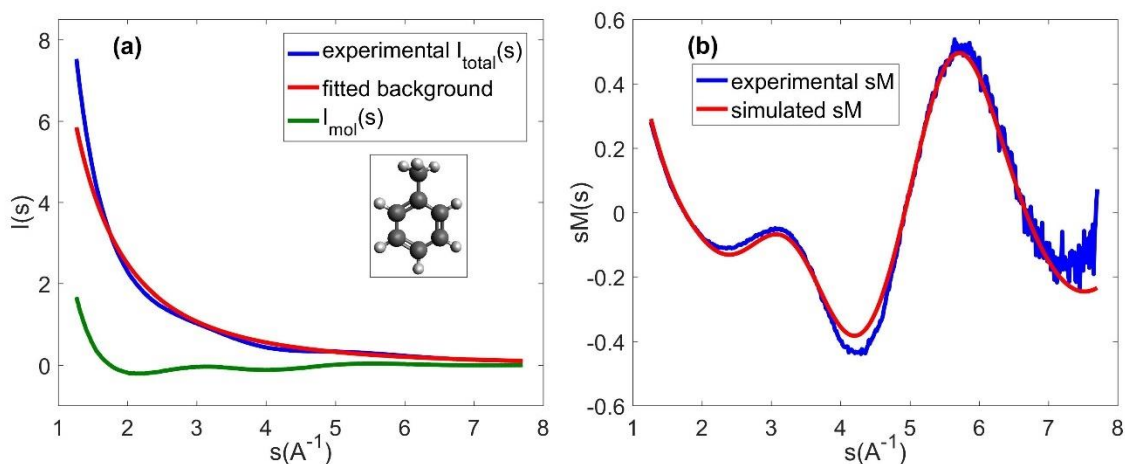 (a)
experimental I_total(s)
fitted background
I_mol(s)
I(s)
8
6
4
2
0
1 2 3 4 5 6 7 8
s(A^-1)
(b)
experimental sM
simulated sM
sM(s)
0.6
0.4
0.2
0
-0.2
-0.4
-0.6
1 2 3 4 5 6 7 8
s(A^-1)